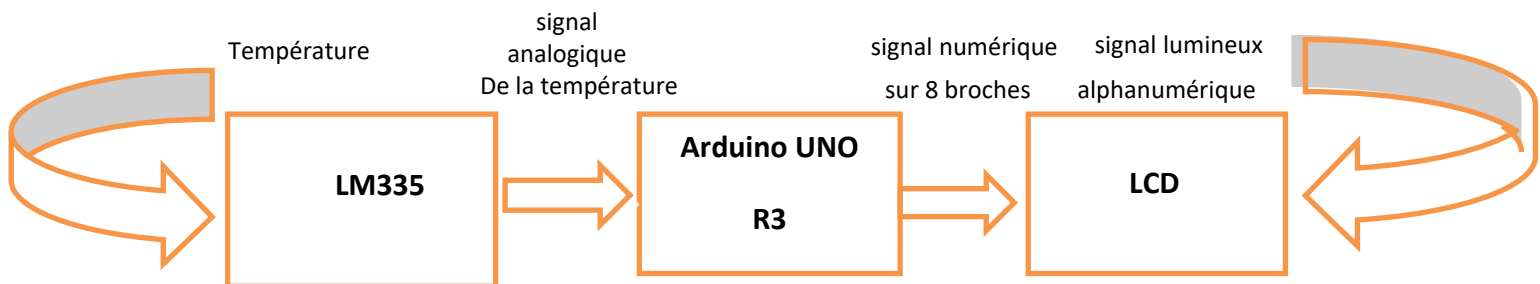 Température
signal
analogique
De la température
signal numérique
sur 8 broches
signal lumineux
alphanumérique
LM335
Arduino UNO
R3
LCD